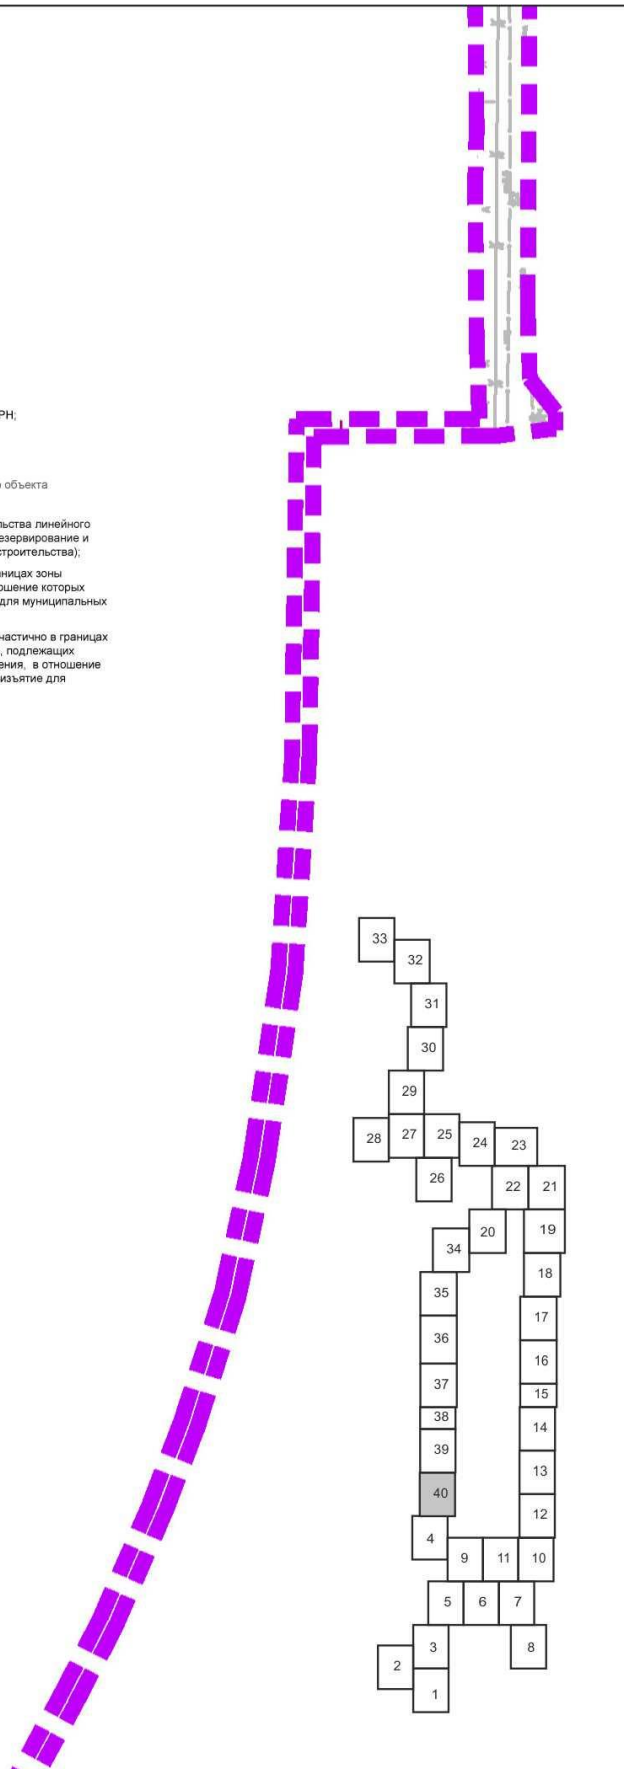 РН;
объекта
льства линейного
резервирование и
строительства);
аницах зоны
ошение которых
для муниципальных
частично в границах
, подлежащих
ения, в отношение
изъятие для
33
32
31
30
29
28 27 25 24 23
26 22 21
20 19
34
18
35
17
36
16
37
15
38
14
39
13
40
12
4
9 11 10
5 6 7
3 8
2
1